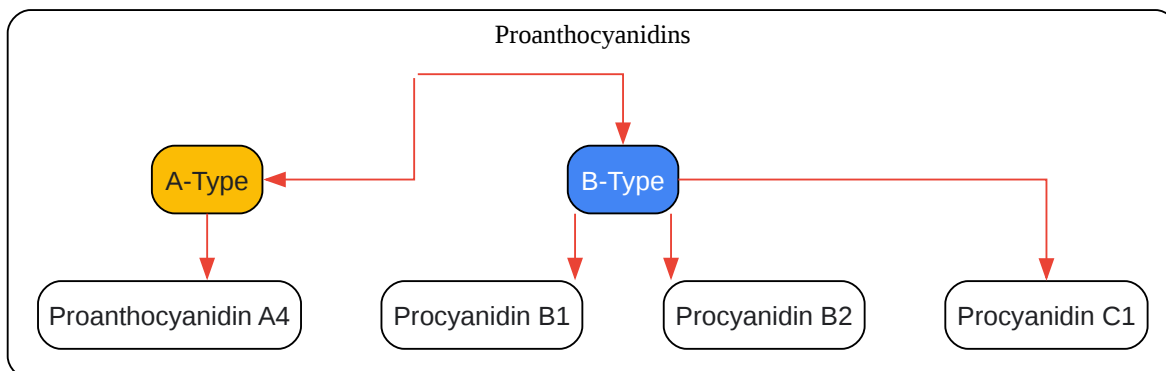 Proanthocyanidins
A-Type
B-Type
Proanthocyanidin A4
Procyanidin B1
Procyanidin B2
Procyanidin C1